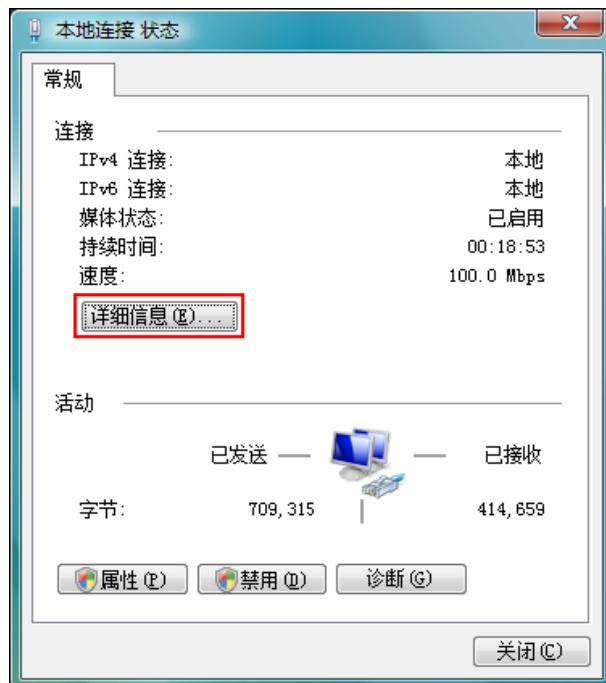 本地连接 状态
常规
连接
IPv4 连接: 本地
IPv6 连接: 本地
媒体状态: 已启用
持续时间: 00:18:53
速度: 100.0 Mbps
详细信息(E)...
活动
已发送 — — 已接收
字节: 709,315 414,659
属性(P) 禁用(D) 诊断(G)
关闭(C)